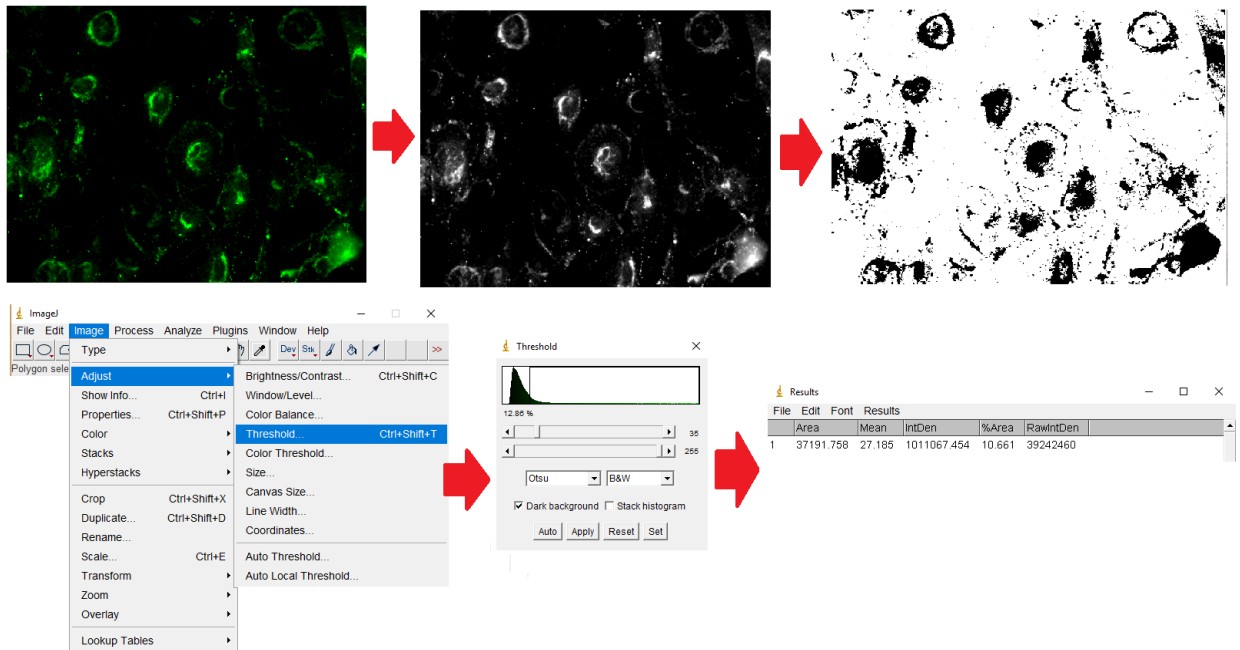 ImageJ
File Edit Image Process Analyze Plugins Window Help
Dev Stk >>
Polygon sele
Type
Adjust
Show Info... Ctrl+I
Properties... Ctrl+Shift+P
Color
Stacks
Hyperstacks
Crop Ctrl+Shift+X
Duplicate... Ctrl+Shift+D
Rename...
Scale... Ctrl+E
Transform
Zoom
Overlay
Lookup Tables
Brightness/Contrast... Ctrl+Shift+C
Window/Level...
Color Balance...
Threshold... Ctrl+Shift+T
Color Threshold...
Size...
Canvas Size...
Line Width...
Coordinates...
Auto Threshold...
Auto Local Threshold...
Threshold
12.86 %
35
255
Otsu B&W
Dark background Stack histogram
Auto Apply Reset Set
Results
File Edit Font Results
Area Mean IntDen %Area RawIntDen
1 37191.758 27.185 1011067.454 10.661 39242460